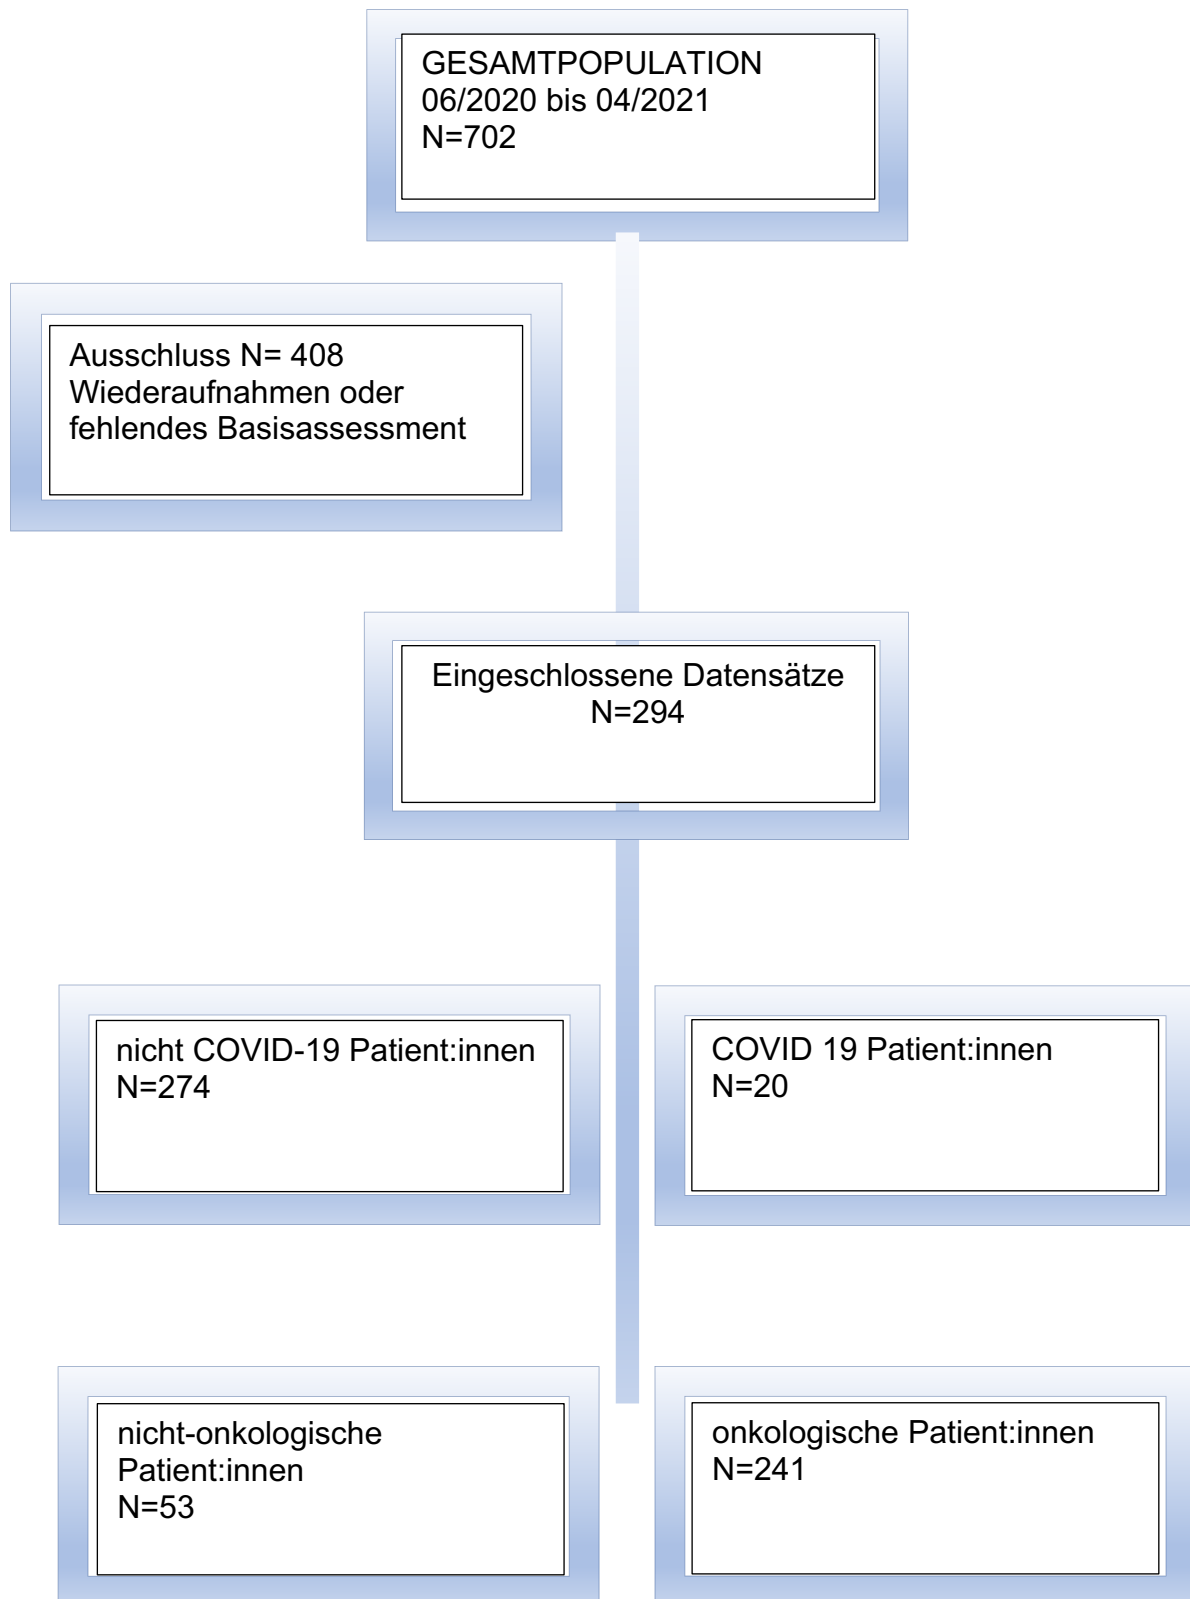 GESAMTPOPULATION
06/2020 bis 04/2021
N=702
Ausschluss N= 408
Wiederaufnahmen oder
fehlendes Basisassessment
Eingeschlossene Datensätze
N=294
nicht COVID-19 Patient:innen
N=274
COVID 19 Patient:innen
N=20
nicht-onkologische
Patient:innen
N=53
onkologische Patient:innen
N=241